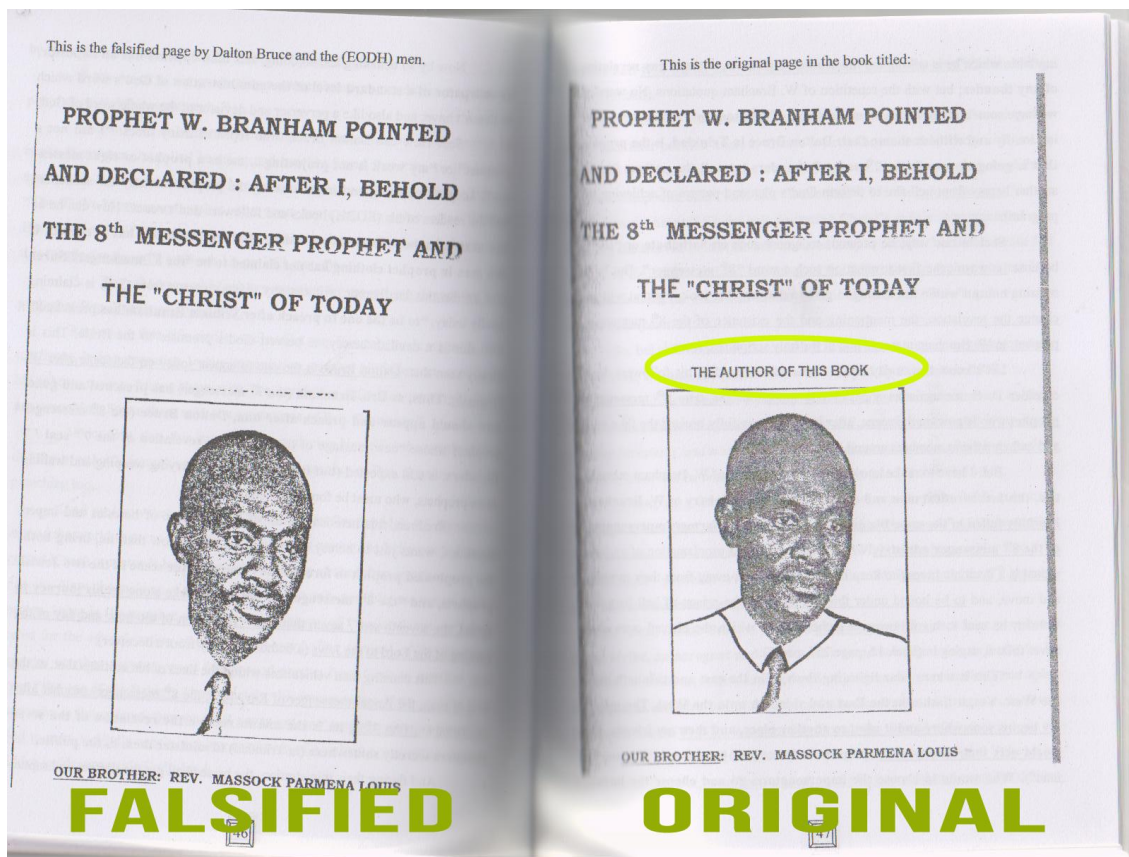 This is the falsified page by Dalton Bruce and the (EODH) men.
PROPHET W. BRANHAM POINTED
AND DECLARED : AFTER I, BEHOLD
THE 8th MESSENGER PROPHET AND
THE "CHRIST" OF TODAY
OUR BROTHER: REV. MASSOCK PARMENA LOUIS
46
FALSIFIED
This is the original page in the book titled:
PROPHET W. BRANHAM POINTED
AND DECLARED : AFTER I, BEHOLD
THE 8th MESSENGER PROPHET AND
THE "CHRIST" OF TODAY
THE AUTHOR OF THIS BOOK
OUR BROTHER: REV. MASSOCK PARMENA LOUIS
47
ORIGINAL